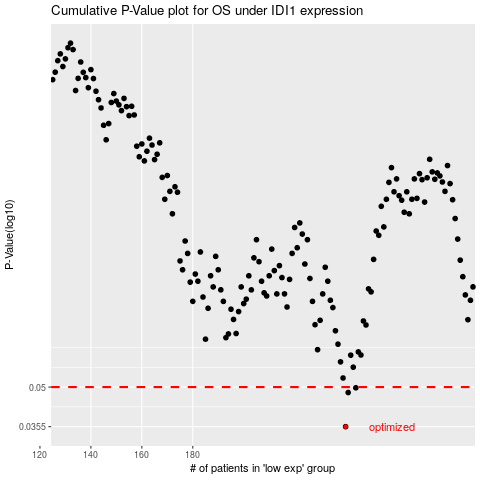 Cumulative P-Value plot for OS under IDI1 expression
P-Value(log10)
0.05
0.0355
optimized
120 140 160 180
# of patients in 'low exp' group